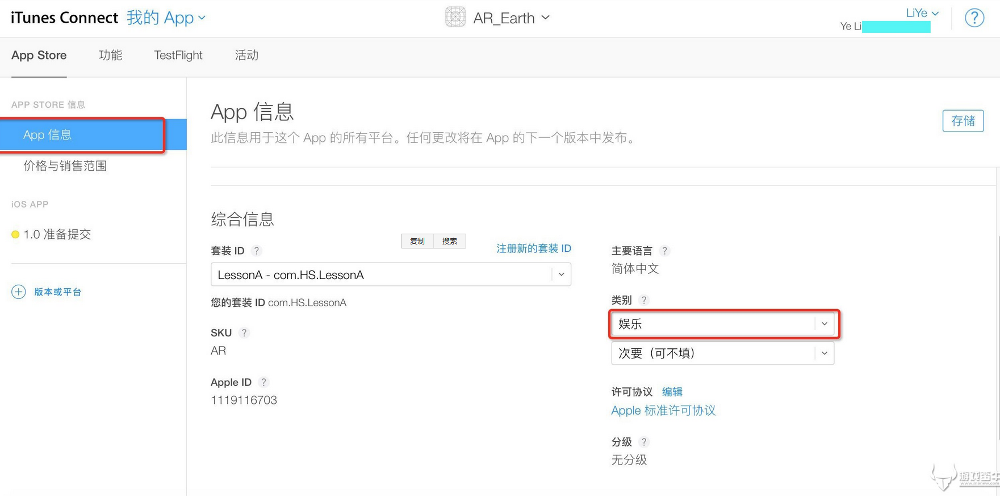 iTunes Connect 我的 App
AR_Earth
LiYe
Ye Li
?
App Store 功能 TestFlight 活动
APP STORE 信息
App 信息
价格与销售范围
iOS APP
1.0 准备提交
版本或平台
App 信息
此信息用于这个 App 的所有平台。任何更改将在 App 的下一个版本中发布。
存储
综合信息
复制 搜索
套装 ID ?
注册新的套装 ID
LessonA - com.HS.LessonA
您的套装 ID com.HS.LessonA
SKU ?
AR
Apple ID ?
1119116703
主要语言 ?
简体中文
类别 ?
娱乐
次要（可不填）
许可协议 编辑
Apple 标准许可协议
分级 ?
无分级
游戏蛮牛
www.manew.com